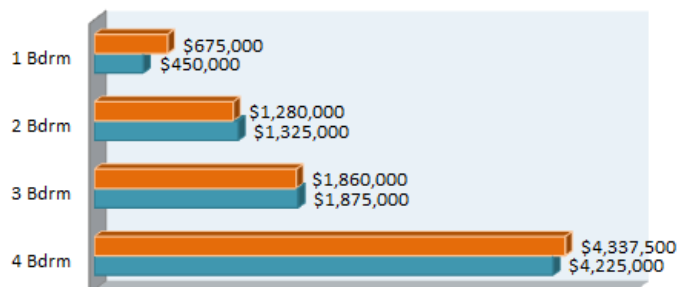 1 Bdrm
$675,000
$450,000
2 Bdrm
$1,280,000
$1,325,000
3 Bdrm
$1,860,000
$1,875,000
4 Bdrm
$4,337,500
$4,225,000